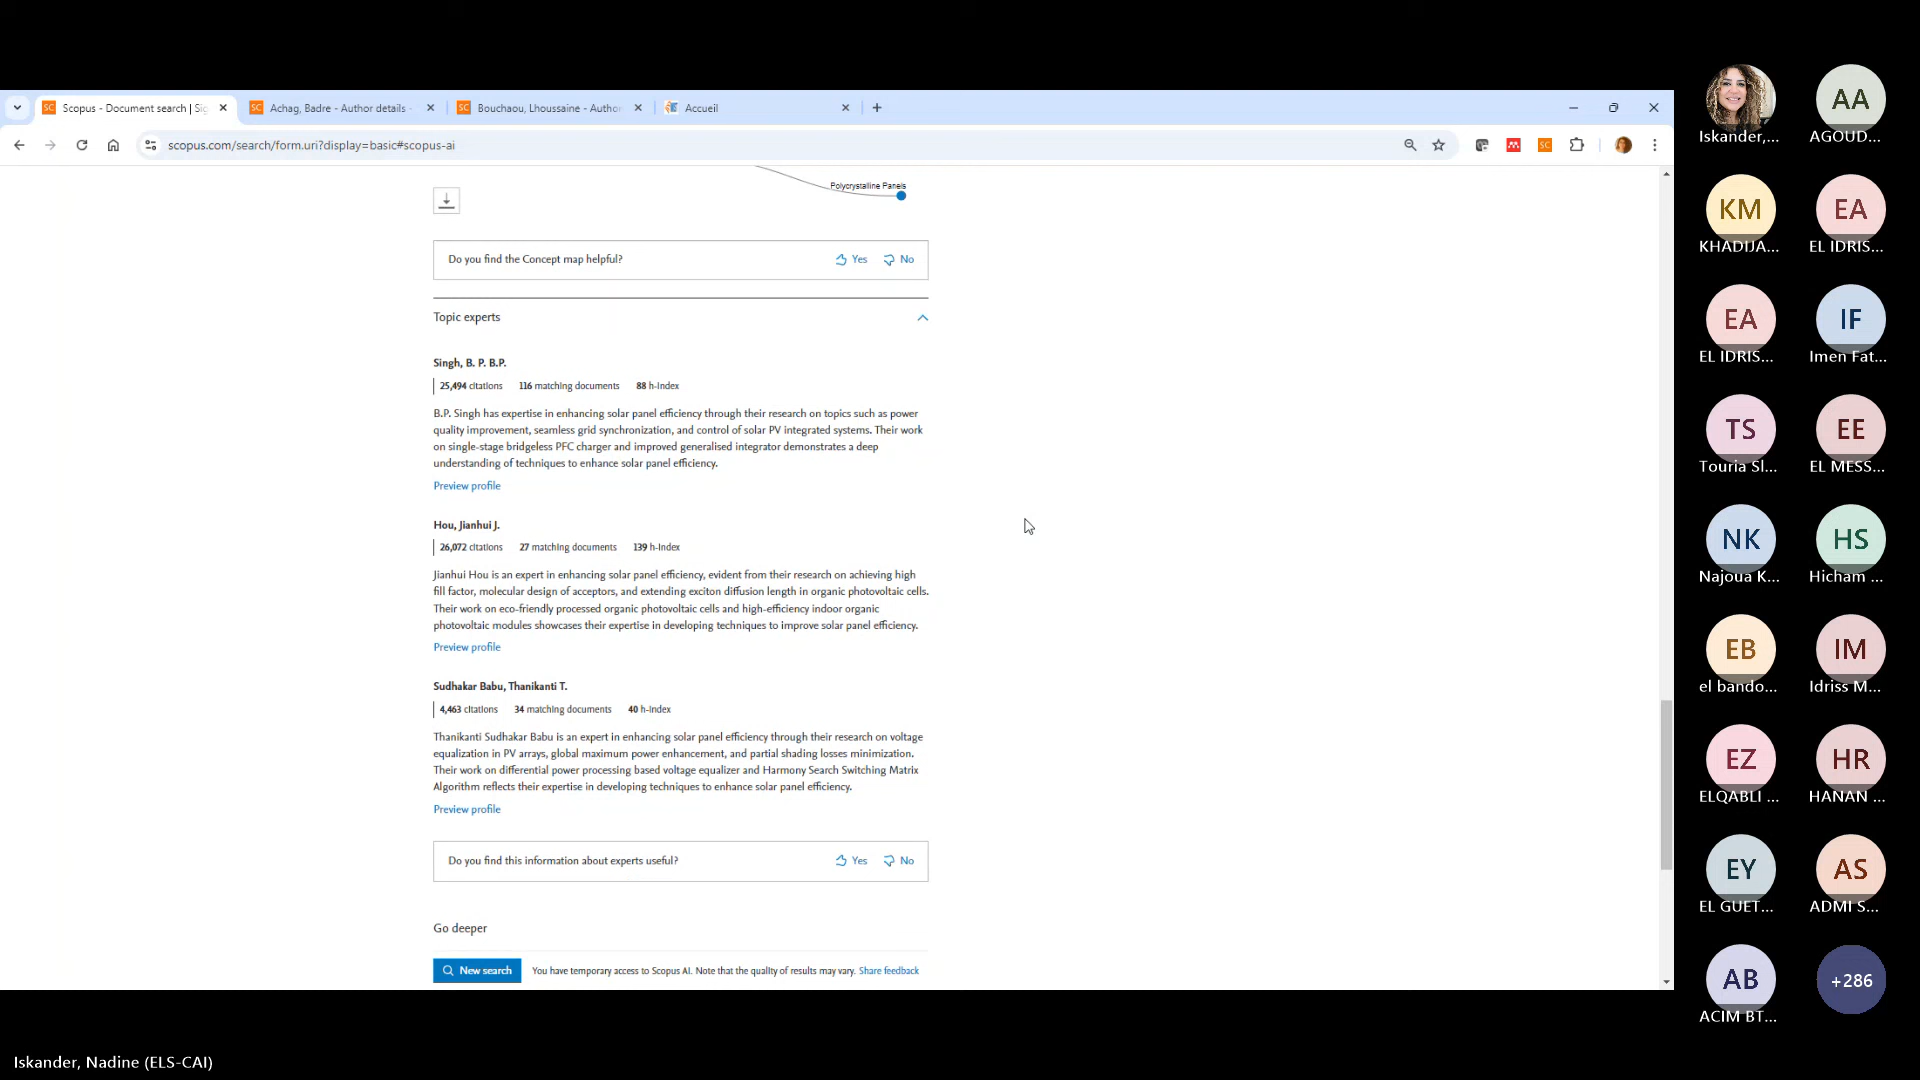 Scopus - Document search | Sig
Achag, Badre - Author details -
Bouchaou, Lhoussaine - Autho
Accueil
scopus.com/search/form.uri?display=basic#scopus-ai
Polycrystalline Panels
Do you find the Concept map helpful?
Yes
No
Topic experts
Singh, B. P. B.P.
25,494 citations 116 matching documents 88 h-index
B.P. Singh has expertise in enhancing solar panel efficiency through their research on topics such as power
quality improvement, seamless grid synchronization, and control of solar PV integrated systems. Their work
on single-stage bridgeless PFC charger and improved generalised integrator demonstrates a deep
understanding of techniques to enhance solar panel efficiency.
Preview profile
Hou, Jianhui J.
26,072 citations 27 matching documents 139 h-index
Jianhui Hou is an expert in enhancing solar panel efficiency, evident from their research on achieving high
fill factor, molecular design of acceptors, and extending exciton diffusion length in organic photovoltaic cells.
Their work on eco-friendly processed organic photovoltaic cells and high-efficiency indoor organic
photovoltaic modules showcases their expertise in developing techniques to improve solar panel efficiency.
Preview profile
Sudhakar Babu, Thanikanti T.
4,463 citations 34 matching documents 40 h-index
Thanikanti Sudhakar Babu is an expert in enhancing solar panel efficiency through their research on voltage
equalization in PV arrays, global maximum power enhancement, and partial shading losses minimization.
Their work on differential power processing based voltage equalizer and Harmony Search Switching Matrix
Algorithm reflects their expertise in developing techniques to enhance solar panel efficiency.
Preview profile
Do you find this information about experts useful?
Yes
No
Go deeper
New search
You have temporary access to Scopus AI. Note that the quality of results may vary. Share feedback
Iskander,...
AA
AGOUD...
KM
KHADIJA...
EA
EL IDRIS...
EA
EL IDRIS...
IF
Imen Fat...
TS
Touria Sl...
EE
EL MESS...
NK
Najoua K...
HS
Hicham ...
EB
el bando...
IM
Idriss M...
EZ
ELQABLI ...
HR
HANAN ...
EY
EL GUET...
AS
ADMI S...
AB
ACIM BT...
+286
Iskander, Nadine (ELS-CAI)